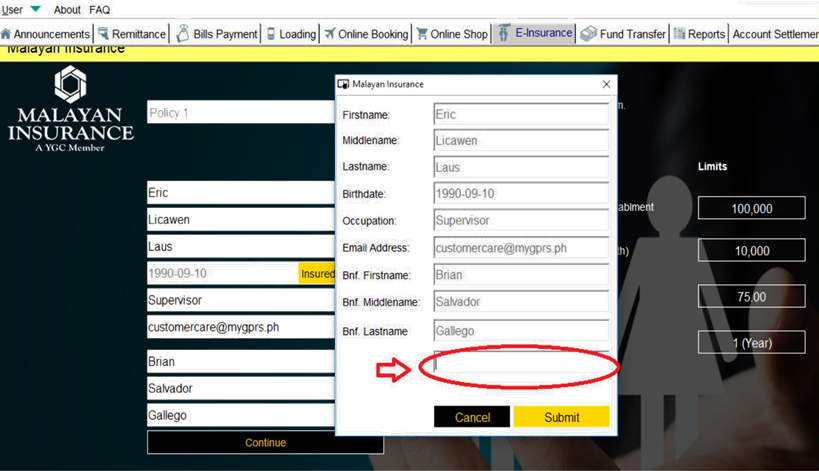 User About FAQ
Announcements Remittance Bills Payment Loading Online Booking Online Shop E-Insurance Fund Transfer Reports Account Settlemen
Malayan Insurance
MALAYAN
INSURANCE
A YGC Member
Policy 1
Eric
Licawen
Laus
1990-09-10 Insured
Supervisor
customercare@mygprs.ph
Brian
Salvador
Gallego
Continue
Malayan Insurance
Firstname: Eric
Middlename: Licawen
Lastname: Laus
Birthdate: 1990-09-10
Occupation: Supervisor
Email Address: customercare@mygprs.ph
Bnf. Firstname: Brian
Bnf. Middlename: Salvador
Bnf. Lastname Gallego
Cancel Submit
m.
Limits
ablment 100,000
th) 10,000
75.00
1 (Year)